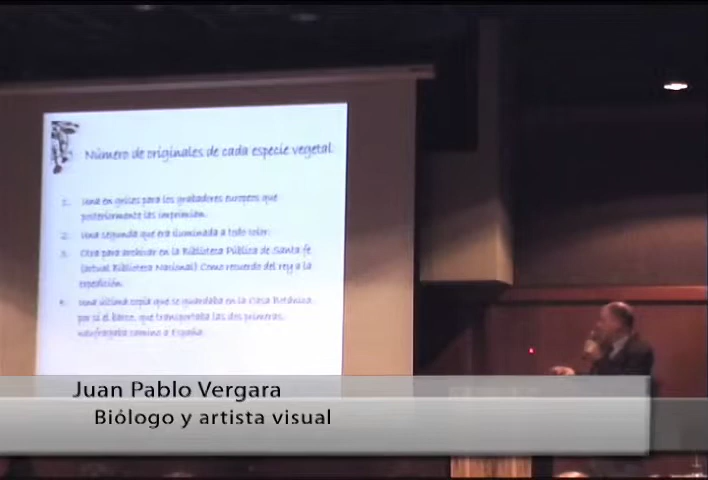 Número de originales de cada especie vegetal
1. Una en grises para los grabadores europeos que
posteriormente las imprimían.
2. Una segunda que era iluminada a todo color.
3. Otra para archivar en la Biblioteca Pública de Santa fe
(actual Biblioteca Nacional) Como recuerdo del rey a la
expedición.
4. Una última copia que se guardaba en la Casa Botánica,
por si el barco, que transportaba las dos primeras,
naufragaba camino a España.
Juan Pablo Vergara
Biólogo y artista visual